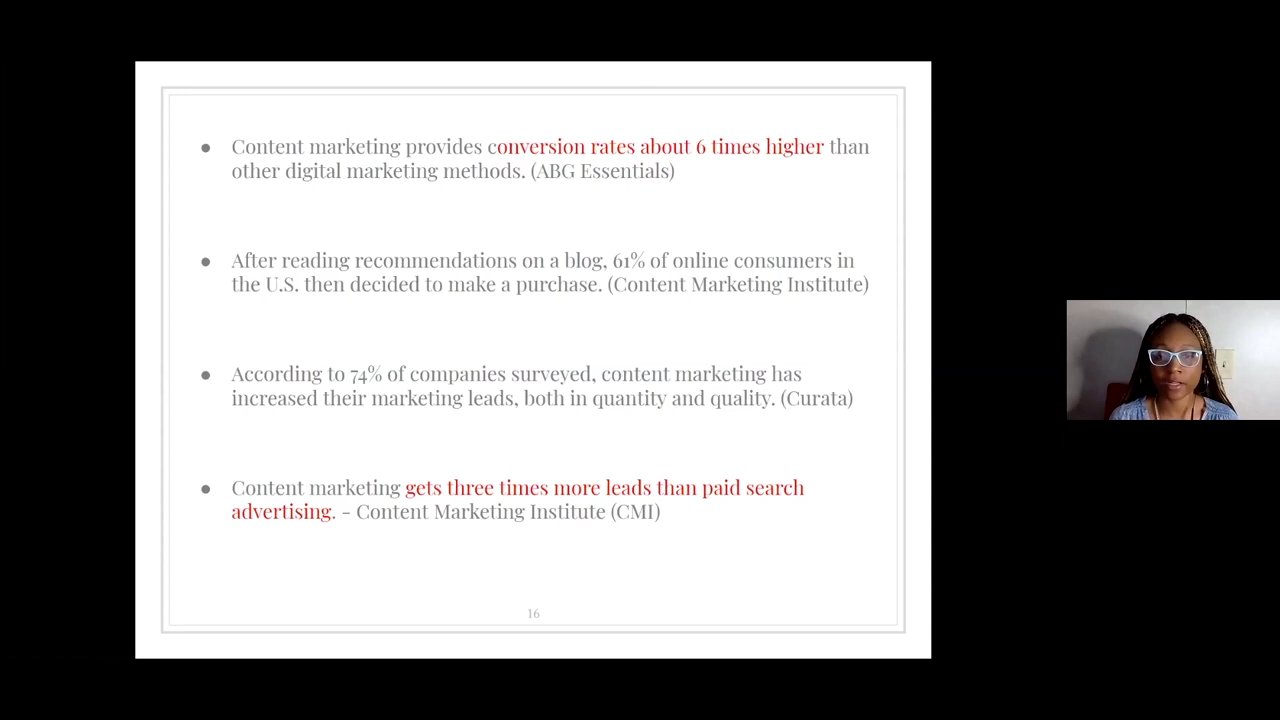 ● Content marketing provides conversion rates about 6 times higher than
other digital marketing methods. (ABG Essentials)
● After reading recommendations on a blog, 61% of online consumers in
the U.S. then decided to make a purchase. (Content Marketing Institute)
● According to 74% of companies surveyed, content marketing has
increased their marketing leads, both in quantity and quality. (Curata)
● Content marketing gets three times more leads than paid search
advertising. - Content Marketing Institute (CMI)
16